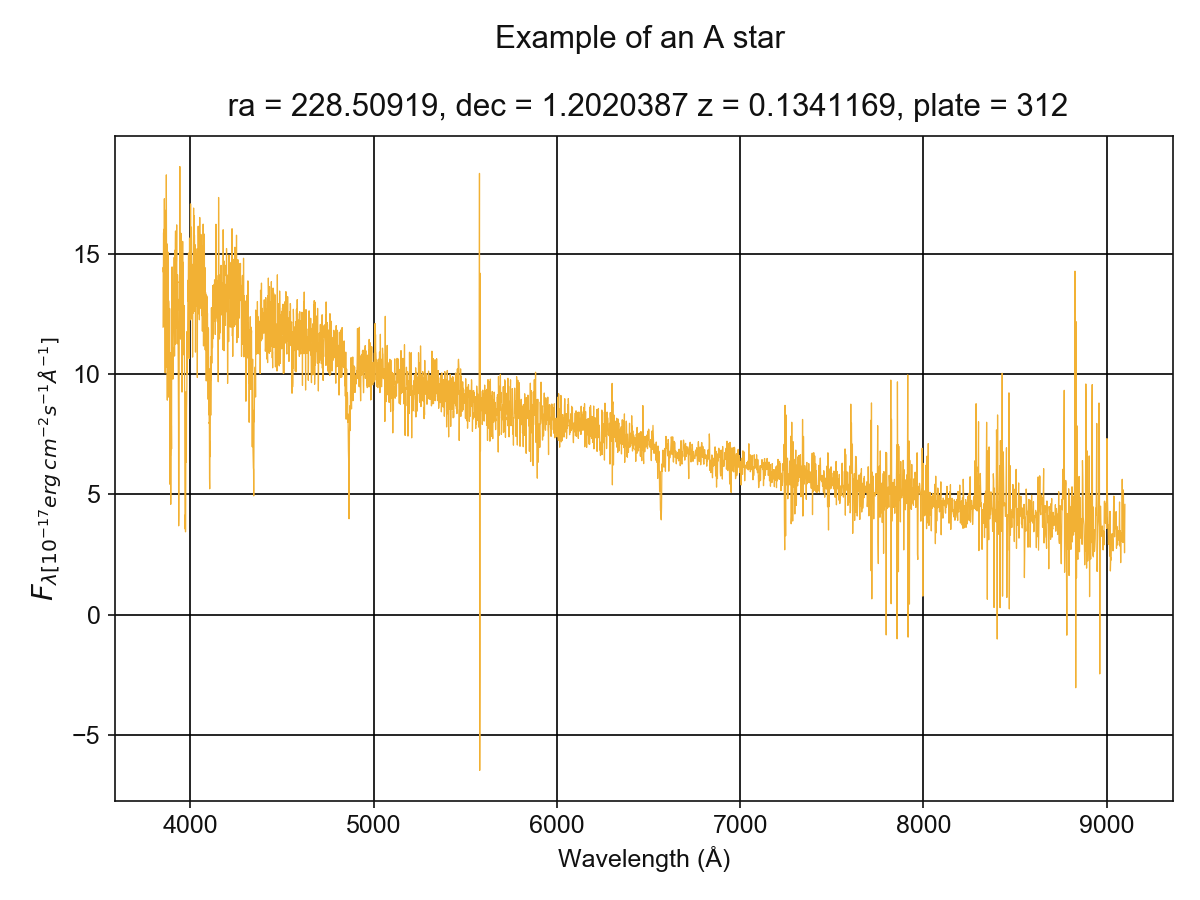 Example of an A star
ra = 228.50919, dec = 1.2020387 z = 0.1341169, plate = 312
15
10
5
0
−5
F_{λ[10^{−17} erg cm^{−2} s^{−1} Å^{−1}]}
4000 5000 6000 7000 8000 9000
Wavelength (Å)